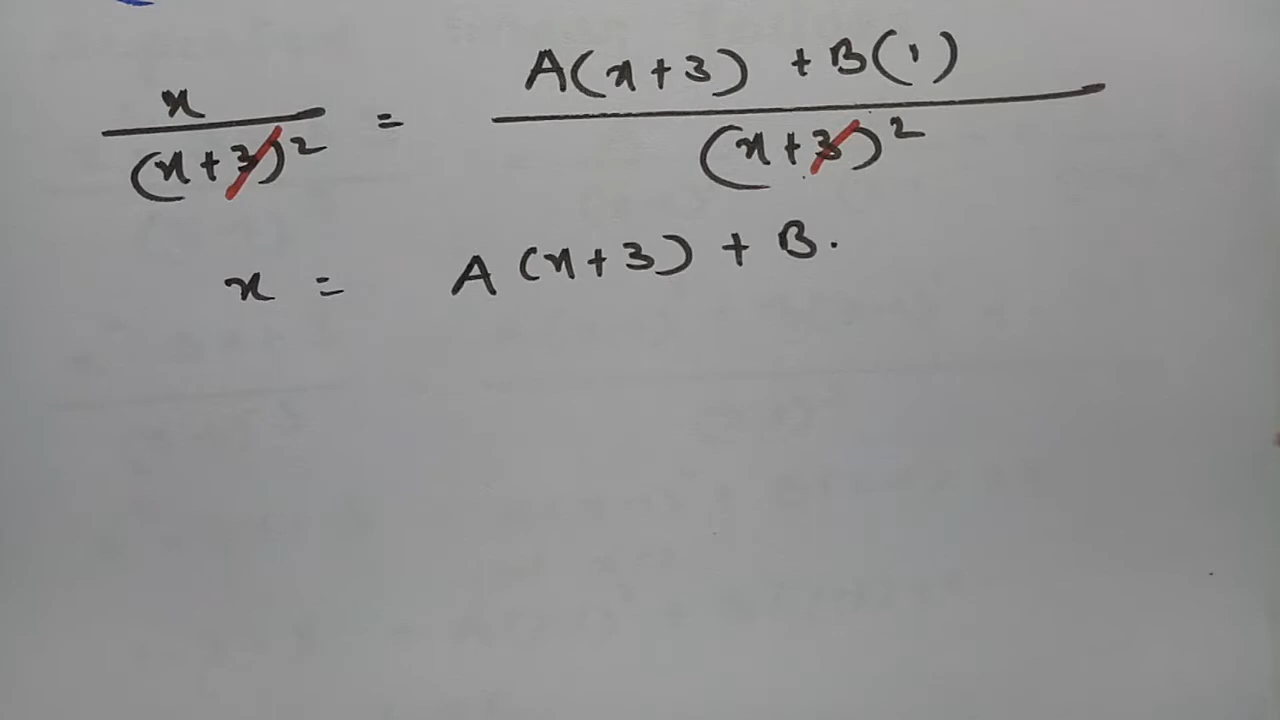 x/(x+3)² = A(x+3) + B(1)/(x+3)²
x = A(x+3) + B.